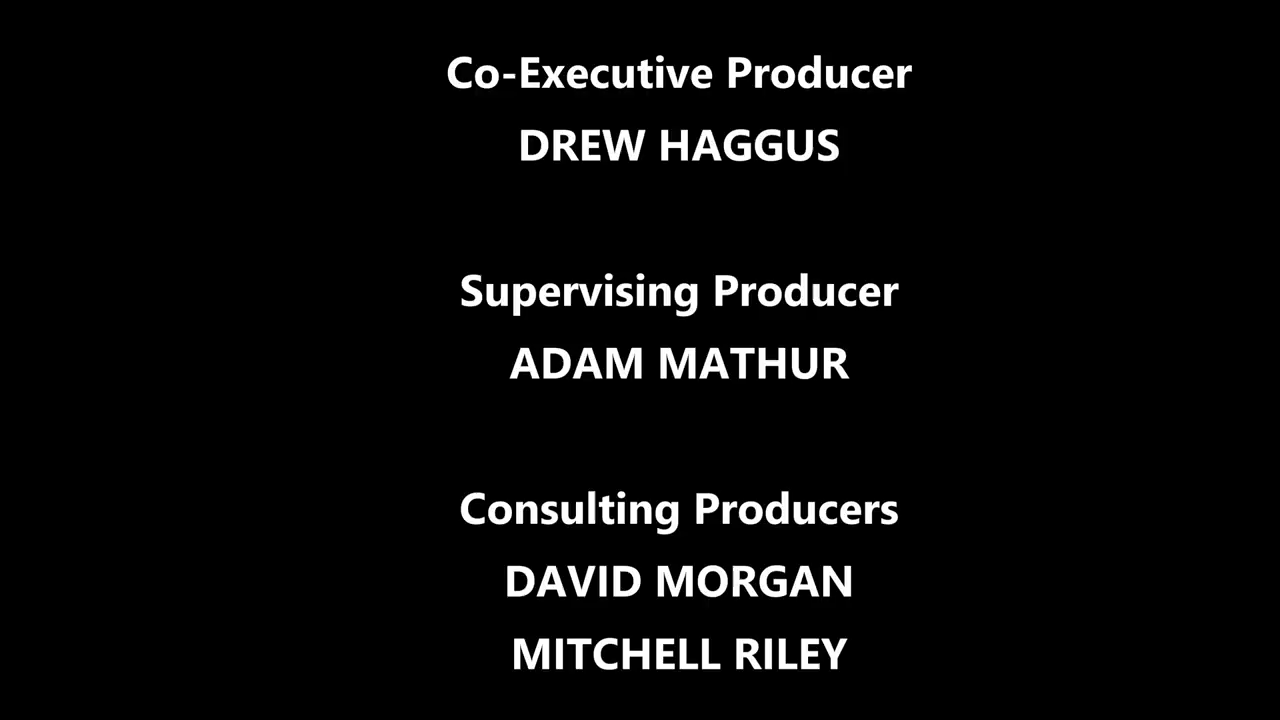 Co-Executive Producer
DREW HAGGUS
Supervising Producer
ADAM MATHUR
Consulting Producers
DAVID MORGAN
MITCHELL RILEY